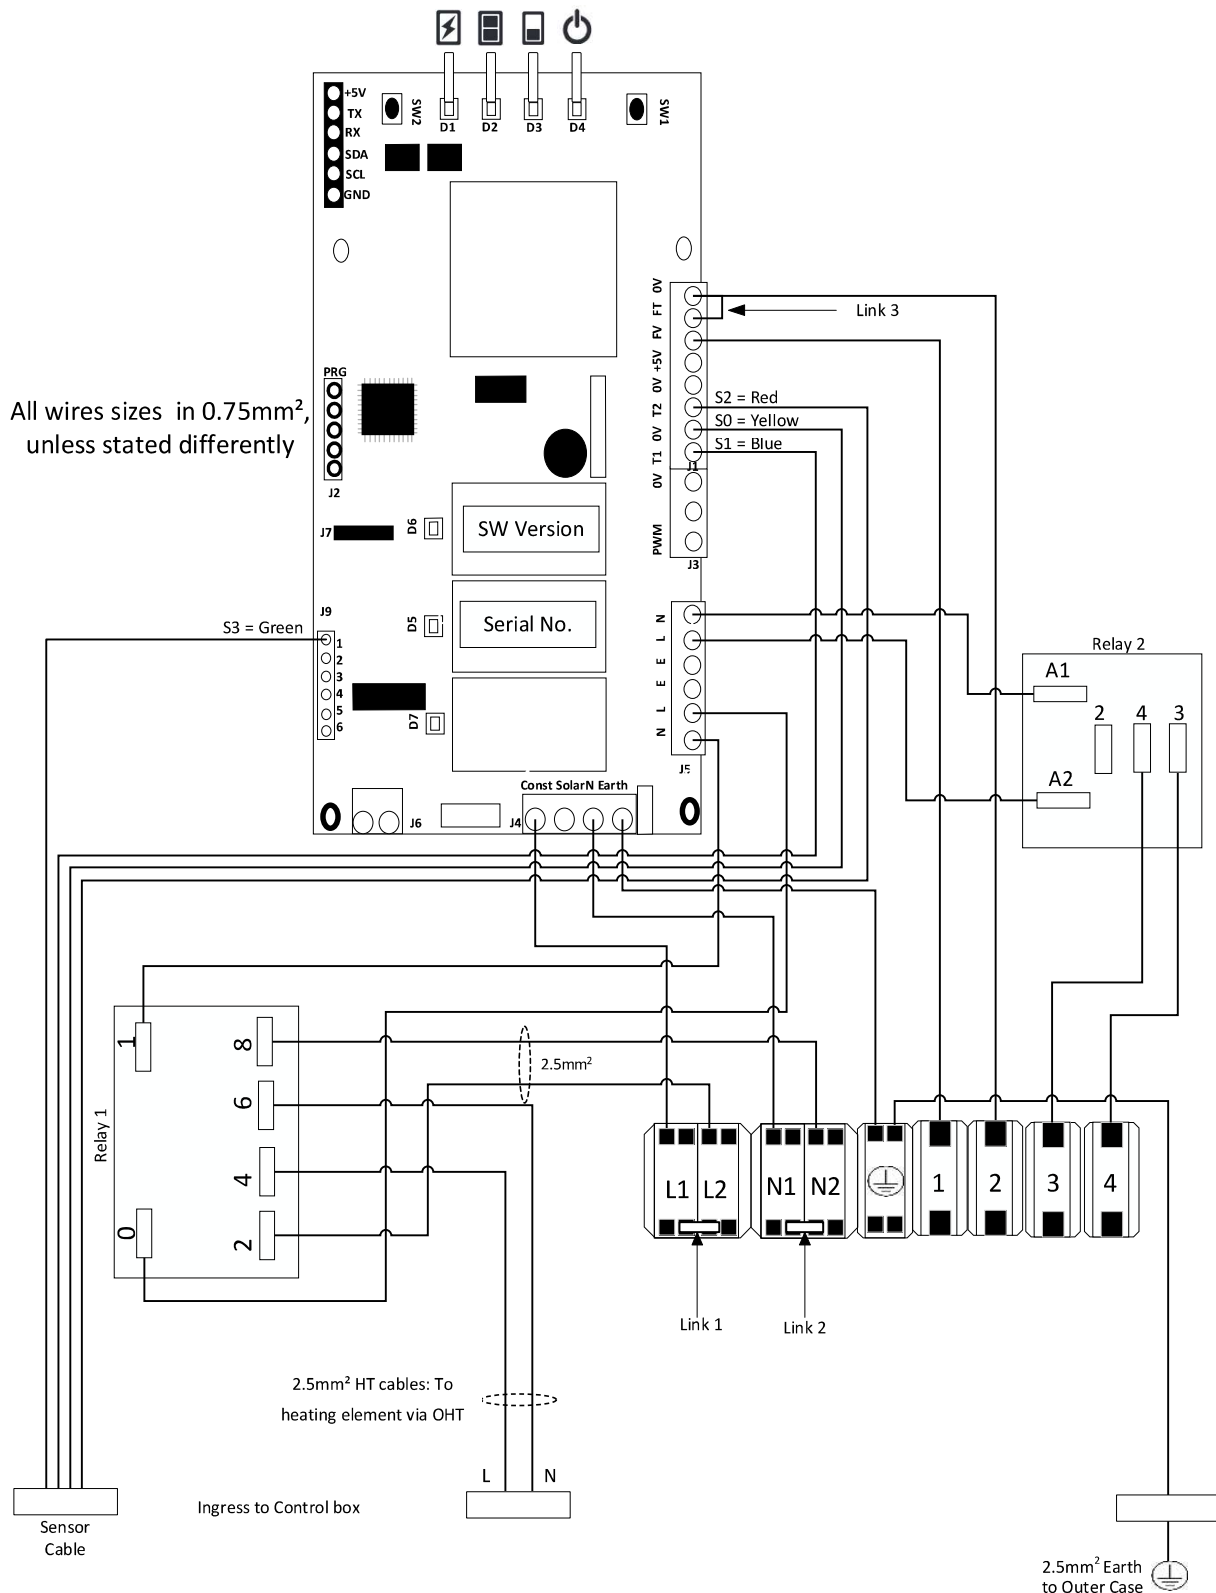 +5V
TX
RX
SDA
SCL
GND
SW2
D1
D2
D3
D4
SW1
0V
FT
FV
+5V
0V
T2
0V
T1
J1
0V
PWM
J3
Link 3
S2 = Red
S0 = Yellow
S1 = Blue
All wires sizes in 0.75mm²,
unless stated differently
PRG
J2
J7
D6
SW Version
J9
S3 = Green
1
2
3
4
5
6
D5
Serial No.
D7
N
L
E
E
L
N
J5
Const SolarN Earth
J6
J4
Relay 2
A1
2
4
3
A2
Relay 1
1
8
6
4
0
2
2.5mm²
L1
L2
N1
N2
1
2
3
4
Link 1
Link 2
2.5mm² HT cables: To
heating element via OHT
L
N
Ingress to Control box
Sensor
Cable
2.5mm² Earth
to Outer Case